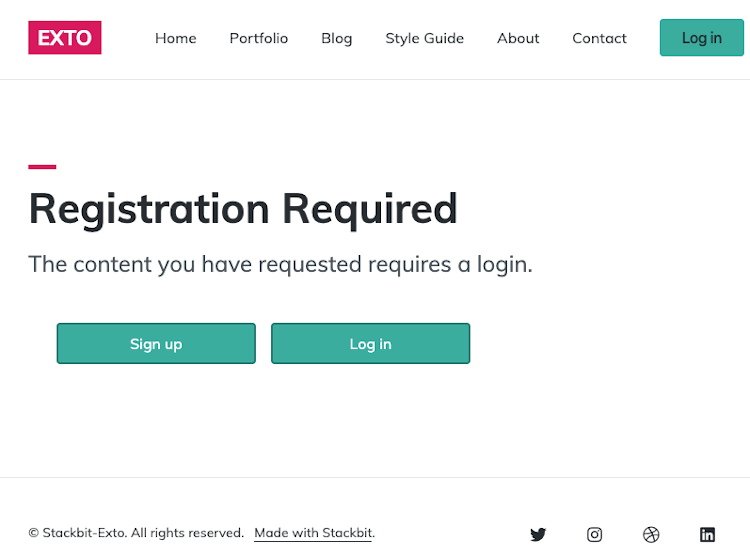 EXTO Home Portfolio Blog Style Guide About Contact Log in
Registration Required
The content you have requested requires a login.
Sign up Log in
© Stackbit-Exto. All rights reserved. Made with Stackbit.